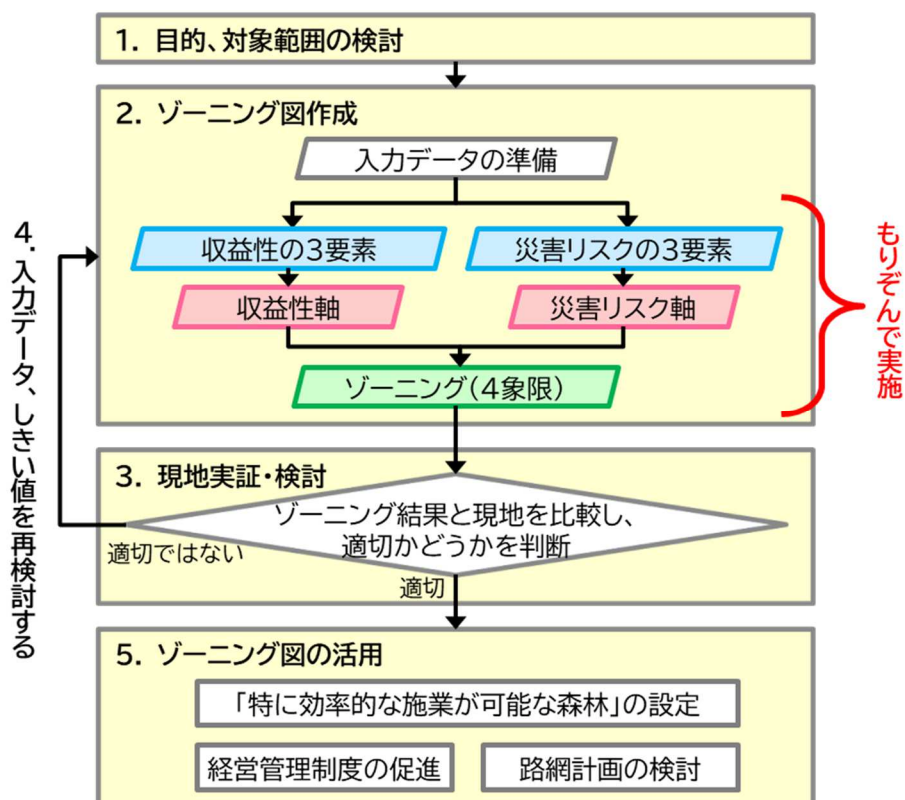 1. 目的、対象範囲の検討
2. ゾーニング図作成
入力データの準備
収益性の3要素
災害リスクの3要素
収益性軸
災害リスク軸
ゾーニング(4象限)
もりぞんで実施
3. 現地実証・検討
ゾーニング結果と現地を比較し、
適切かどうかを判断
適切ではない
適切
4. 入力データ、しきい値を再検討する
5. ゾーニング図の活用
「特に効率的な施業が可能な森林」の設定
経営管理制度の促進
路網計画の検討